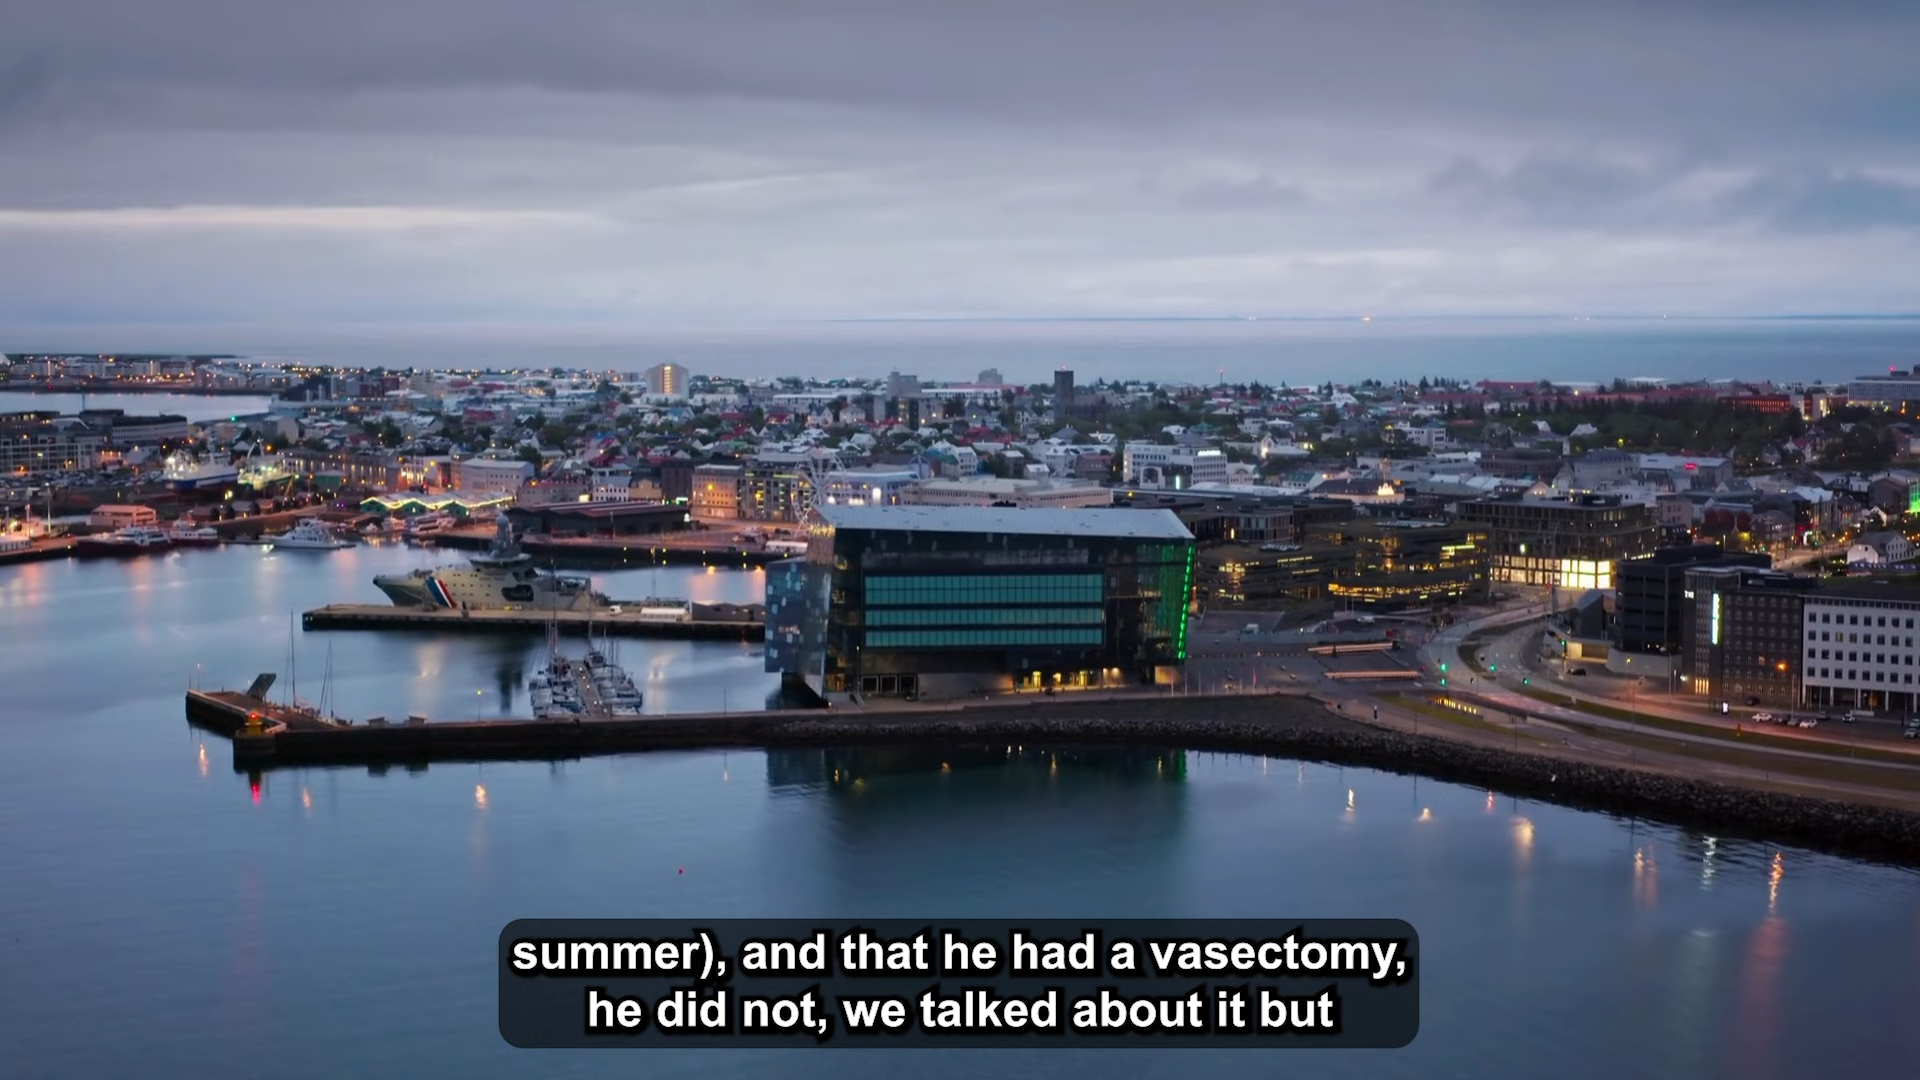 summer), and that he had a vasectomy,
he did not, we talked about it but